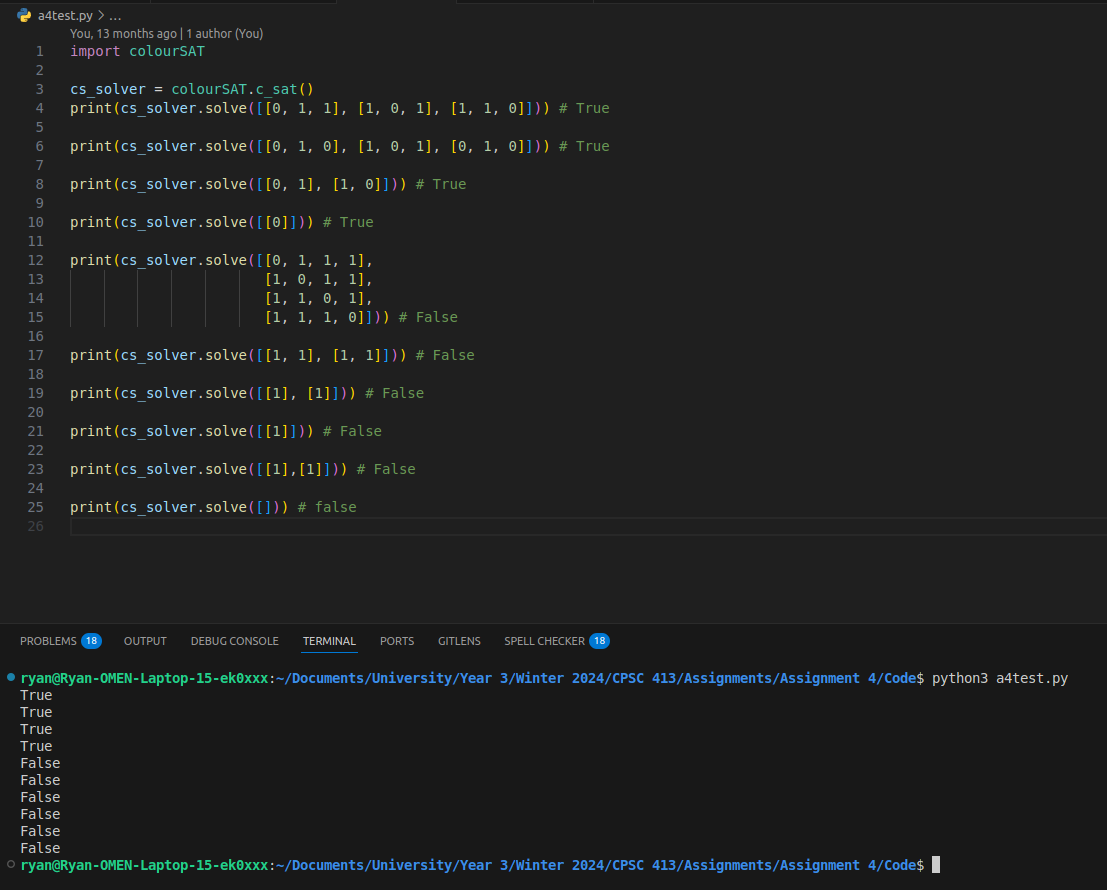 a4test.py > ...
You, 13 months ago | 1 author (You)
1 import colourSAT
2
3 cs_solver = colourSAT.c_sat()
4 print(cs_solver.solve([[0, 1, 1], [1, 0, 1], [1, 1, 0]])) # True
5
6 print(cs_solver.solve([[0, 1, 0], [1, 0, 1], [0, 1, 0]])) # True
7
8 print(cs_solver.solve([[0, 1], [1, 0]])) # True
9
10 print(cs_solver.solve([[0]])) # True
11
12 print(cs_solver.solve([[0, 1, 1, 1],
13 [1, 0, 1, 1],
14 [1, 1, 0, 1],
15 [1, 1, 1, 0]])) # False
16
17 print(cs_solver.solve([[1, 1], [1, 1]])) # False
18
19 print(cs_solver.solve([[1], [1]])) # False
20
21 print(cs_solver.solve([[1]])) # False
22
23 print(cs_solver.solve([[1],[1]])) # False
24
25 print(cs_solver.solve([])) # false
26
PROBLEMS 18 OUTPUT DEBUG CONSOLE TERMINAL PORTS GITLENS SPELL CHECKER 18
ryan@Ryan-OMEN-Laptop-15-ek0xxx:~/Documents/University/Year 3/Winter 2024/CPSC 413/Assignments/Assignment 4/Code$ python3 a4test.py
True
True
True
True
False
False
False
False
False
False
ryan@Ryan-OMEN-Laptop-15-ek0xxx:~/Documents/University/Year 3/Winter 2024/CPSC 413/Assignments/Assignment 4/Code$